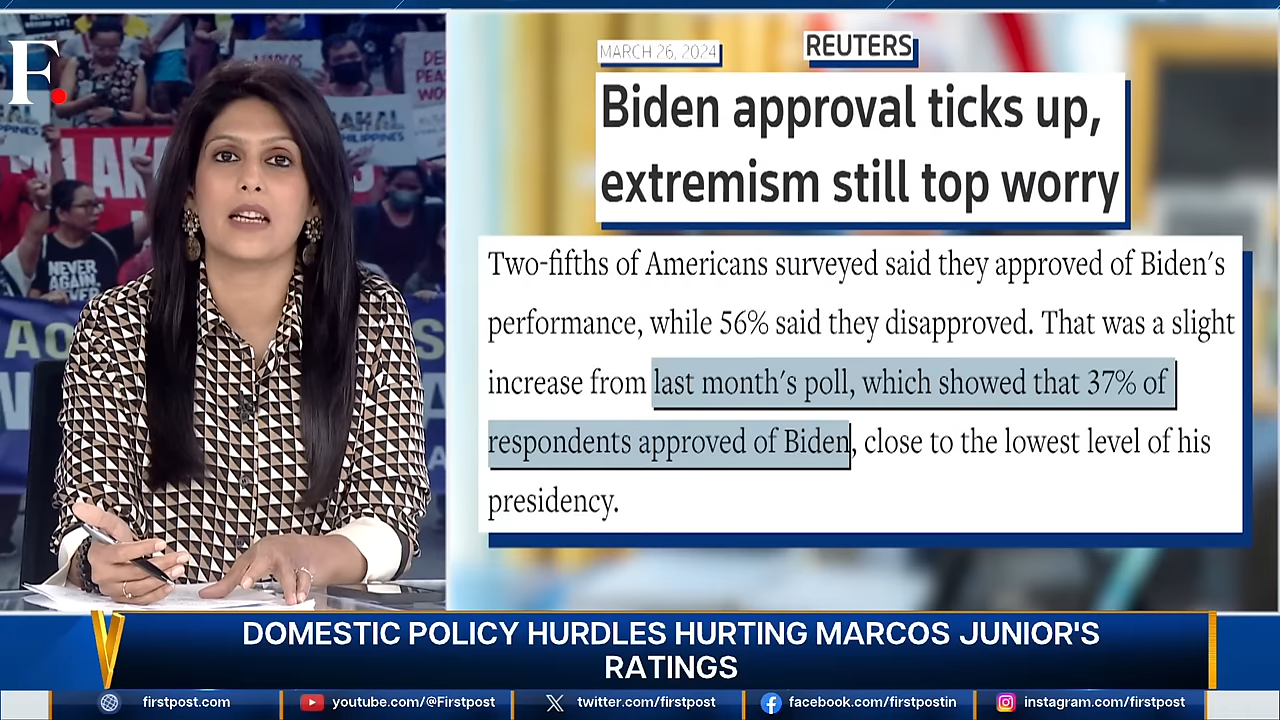 F.
MARCH 26, 2024
REUTERS
Biden approval ticks up,
extremism still top worry
Two-fifths of Americans surveyed said they approved of Biden's
performance, while 56% said they disapproved. That was a slight
increase from last month's poll, which showed that 37% of
respondents approved of Biden, close to the lowest level of his
presidency.
NEVER
AGAIN,
DOMESTIC POLICY HURDLES HURTING MARCOS JUNIOR'S
RATINGS
firstpost.com
youtube.com/@Firstpost
twitter.com/firstpost
facebook.com/firstpostin
instagram.com/firstpost